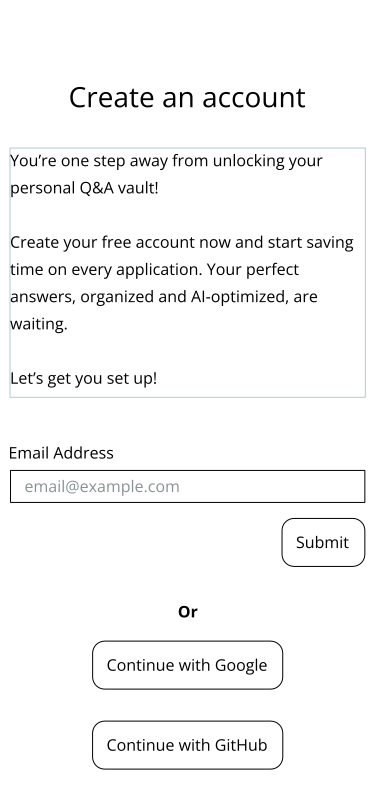 Create an account
You’re one step away from unlocking your
personal Q&A vault!
Create your free account now and start saving
time on every application. Your perfect
answers, organized and AI-optimized, are
waiting.
Let’s get you set up!
Email Address
email@example.com
Submit
Or
Continue with Google
Continue with GitHub